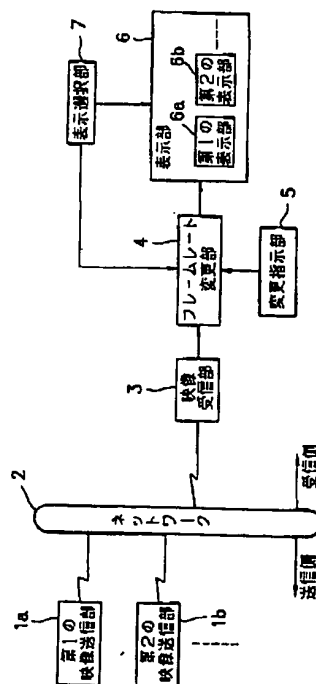 1a
第1の
映像送信部
第2の
映像送信部
1b
2
ネットワーク
送信側
受信側
3
映像
受信部
4
フレームレート
変更部
変更指示部
5
表示選択部
7
6
表示部
6a
第1の
表示部
6b
第2の
表示部